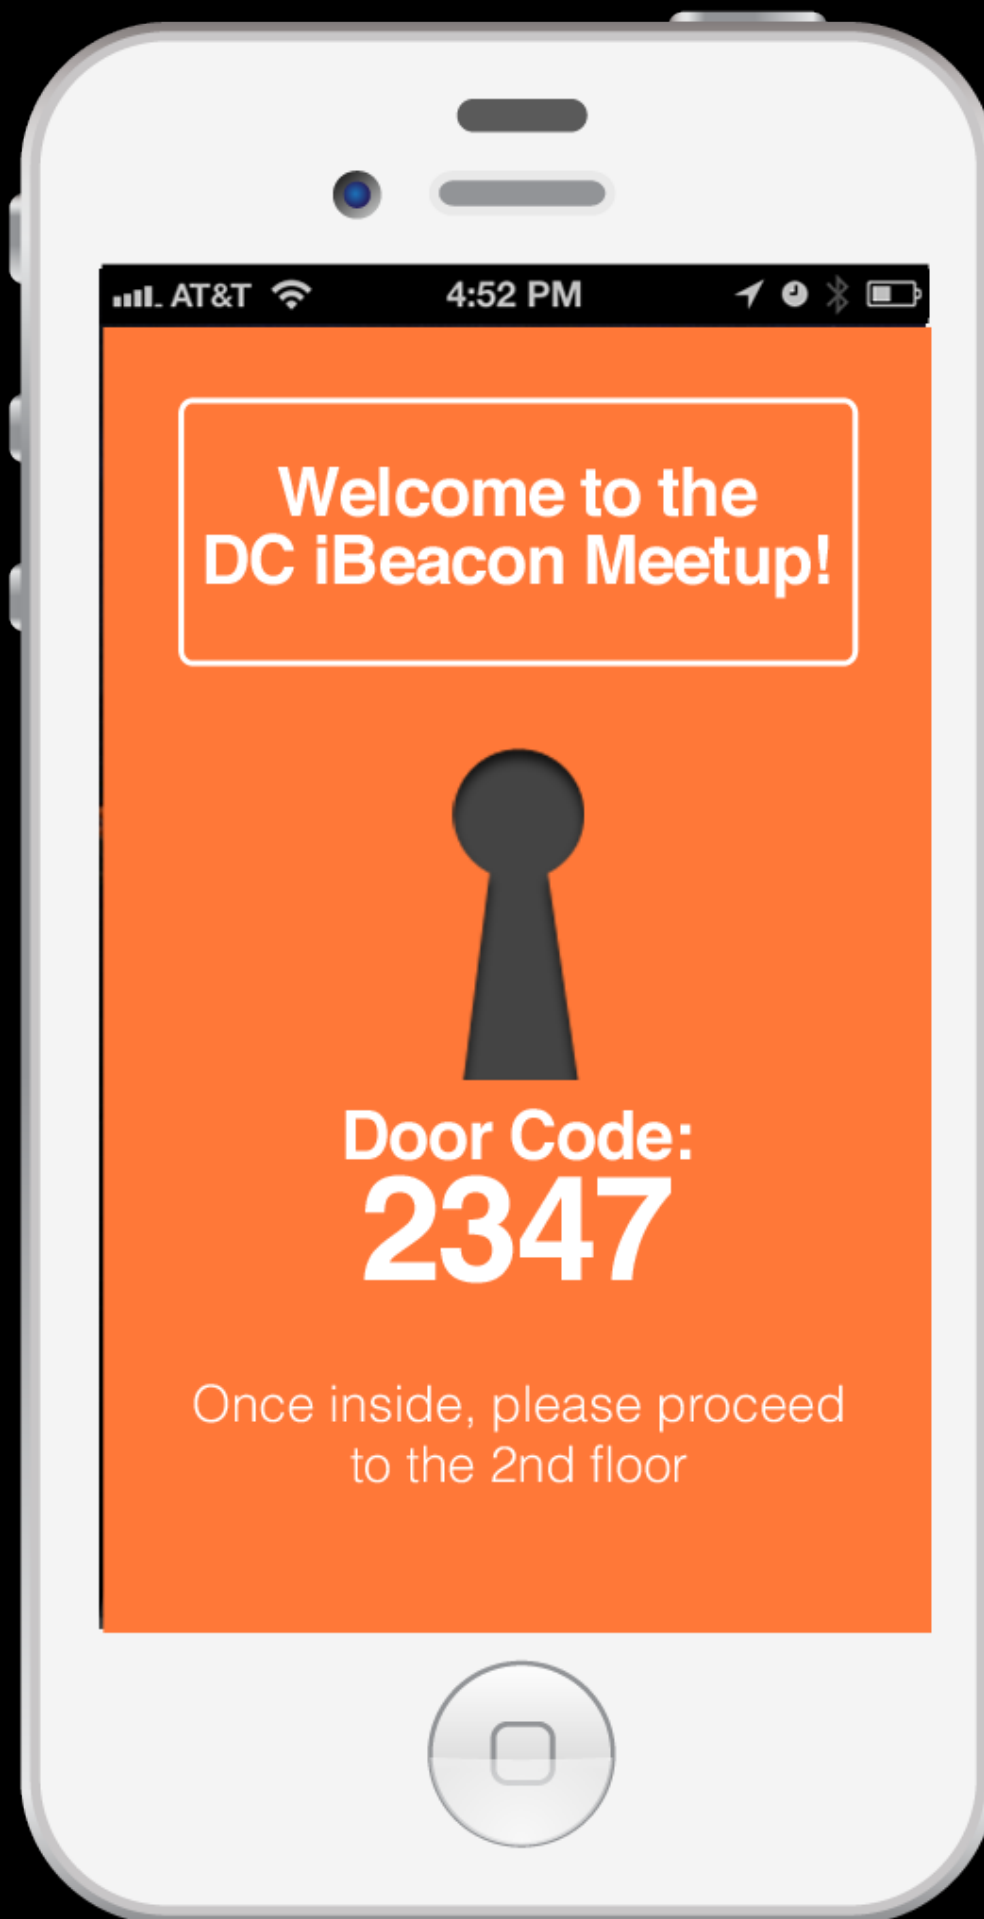 AT&T 4:52 PM
Welcome to the
DC iBeacon Meetup!
Door Code:
2347
Once inside, please proceed
to the 2nd floor